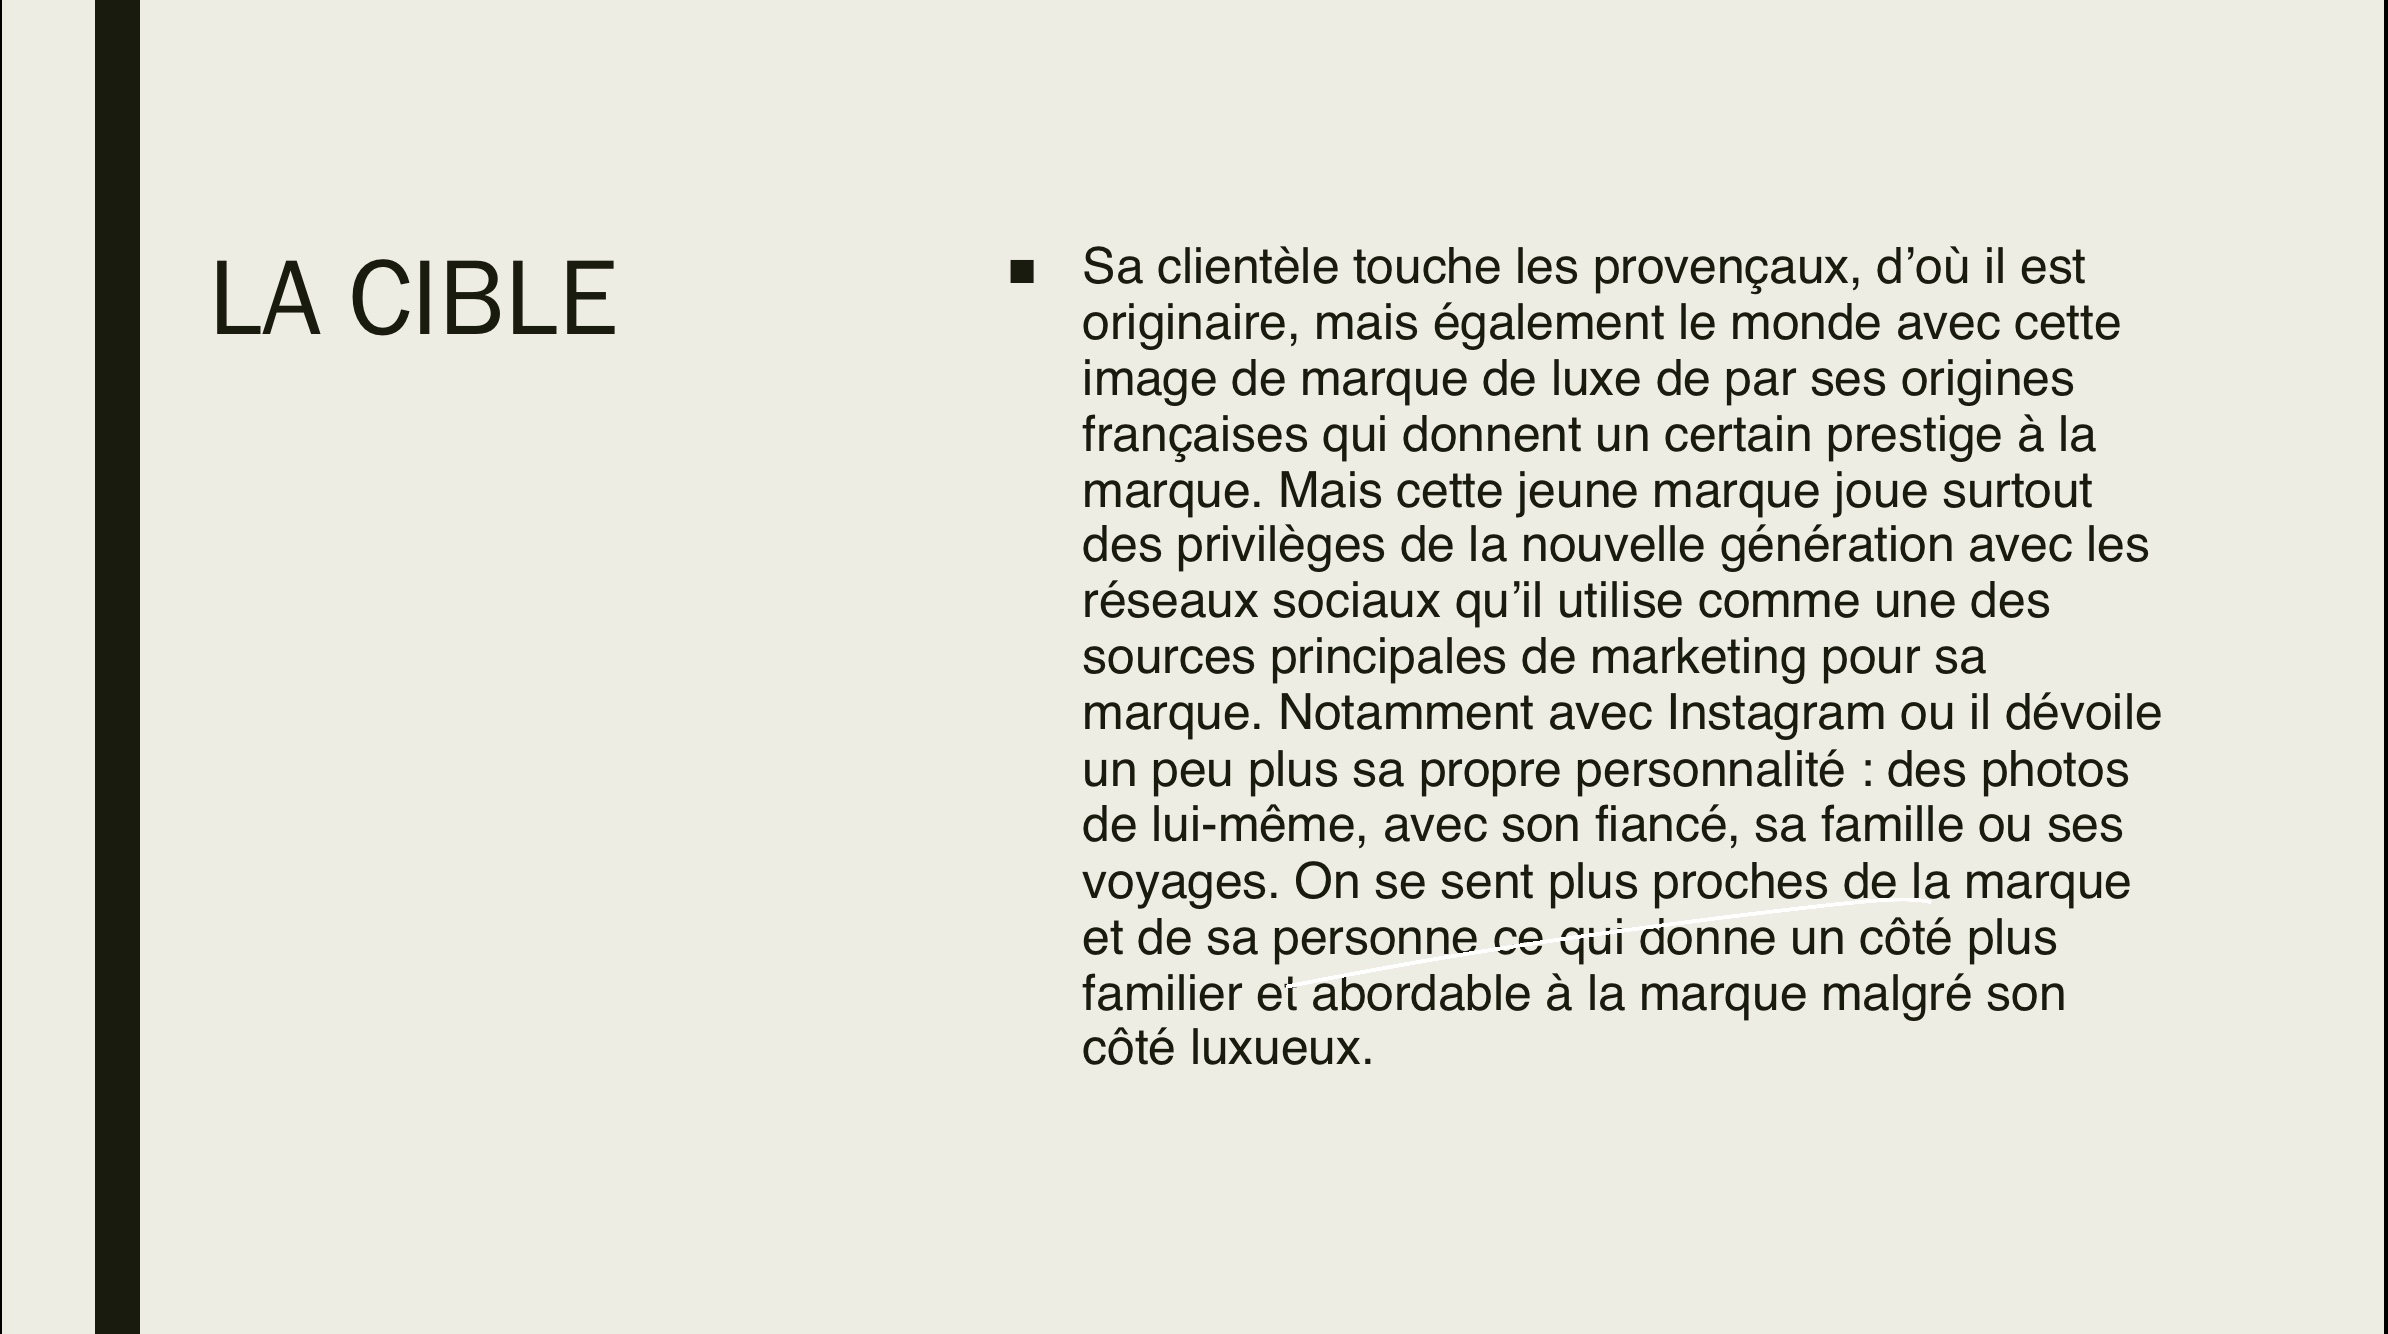 LA CIBLE
▪ Sa clientèle touche les provençaux, d’où il est
originaire, mais également le monde avec cette
image de marque de luxe de par ses origines
françaises qui donnent un certain prestige à la
marque. Mais cette jeune marque joue surtout
des privilèges de la nouvelle génération avec les
réseaux sociaux qu’il utilise comme une des
sources principales de marketing pour sa
marque. Notamment avec Instagram ou il dévoile
un peu plus sa propre personnalité : des photos
de lui-même, avec son fiancé, sa famille ou ses
voyages. On se sent plus proches de la marque
et de sa personne ce qui donne un côté plus
familier et abordable à la marque malgré son
côté luxueux.